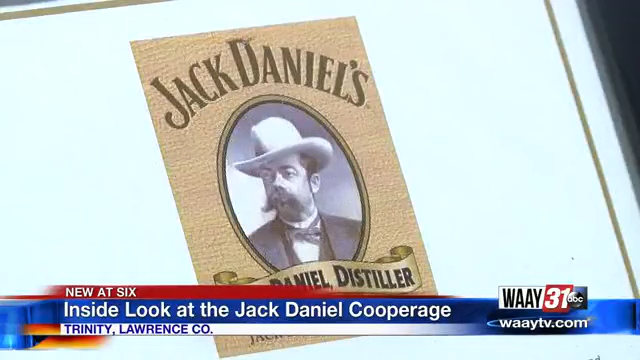 JACK DANIEL'S
DANIEL, DISTILLER
NEW AT SIX
Inside Look at the Jack Daniel Cooperage
TRINITY, LAWRENCE CO.
WAAY 31 abc
waaytv.com